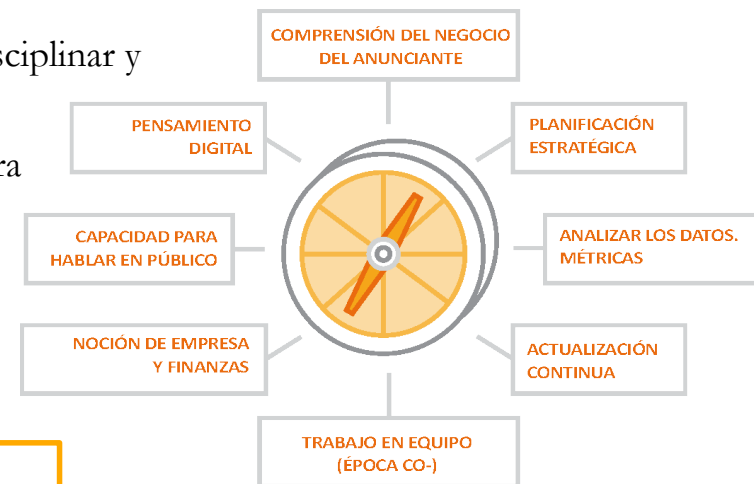 sciplinar y
ra
COMPRENSIÓN DEL NEGOCIO
DEL ANUNCIANTE
PENSAMIENTO
DIGITAL
PLANIFICACIÓN
ESTRATÉGICA
CAPACIDAD PARA
HABLAR EN PÚBLICO
ANALIZAR LOS DATOS.
MÉTRICAS
NOCIÓN DE EMPRESA
Y FINANZAS
ACTUALIZACIÓN
CONTINUA
TRABAJO EN EQUIPO
(ÉPOCA CO-)